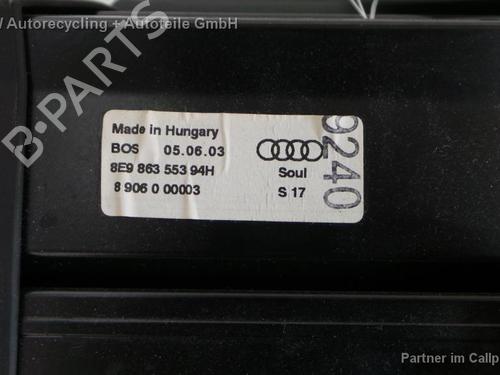 / Autorecycling + Autoteile GmbH
B-PARTS
Made in Hungary
BOS 05.06.03
8E9 863 553 94H
Soul
8 906 0 00003
S 17
9240
Partner im Callp